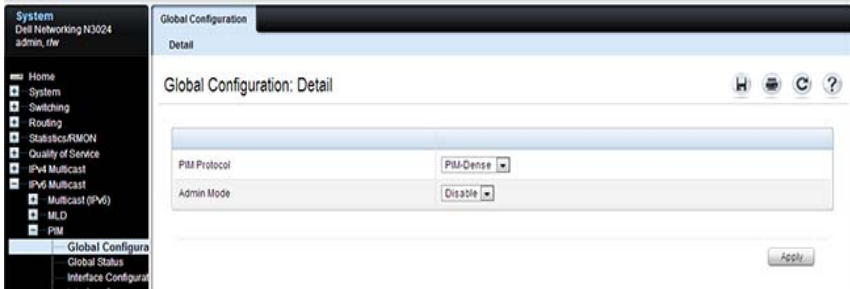 System
Dell Networking N3024
admin, r/w
Home
System
Switching
Routing
Statistics/RMON
Quality of Service
IPv4 Multicast
IPv6 Multicast
Multicast (IPv6)
MLD
PIM
Global Configura
Global Status
Interface Configurat
Global Configuration
Detail
Global Configuration: Detail
H C ?
PIM Protocol PIM-Dense
Admin Mode Disable
Apply